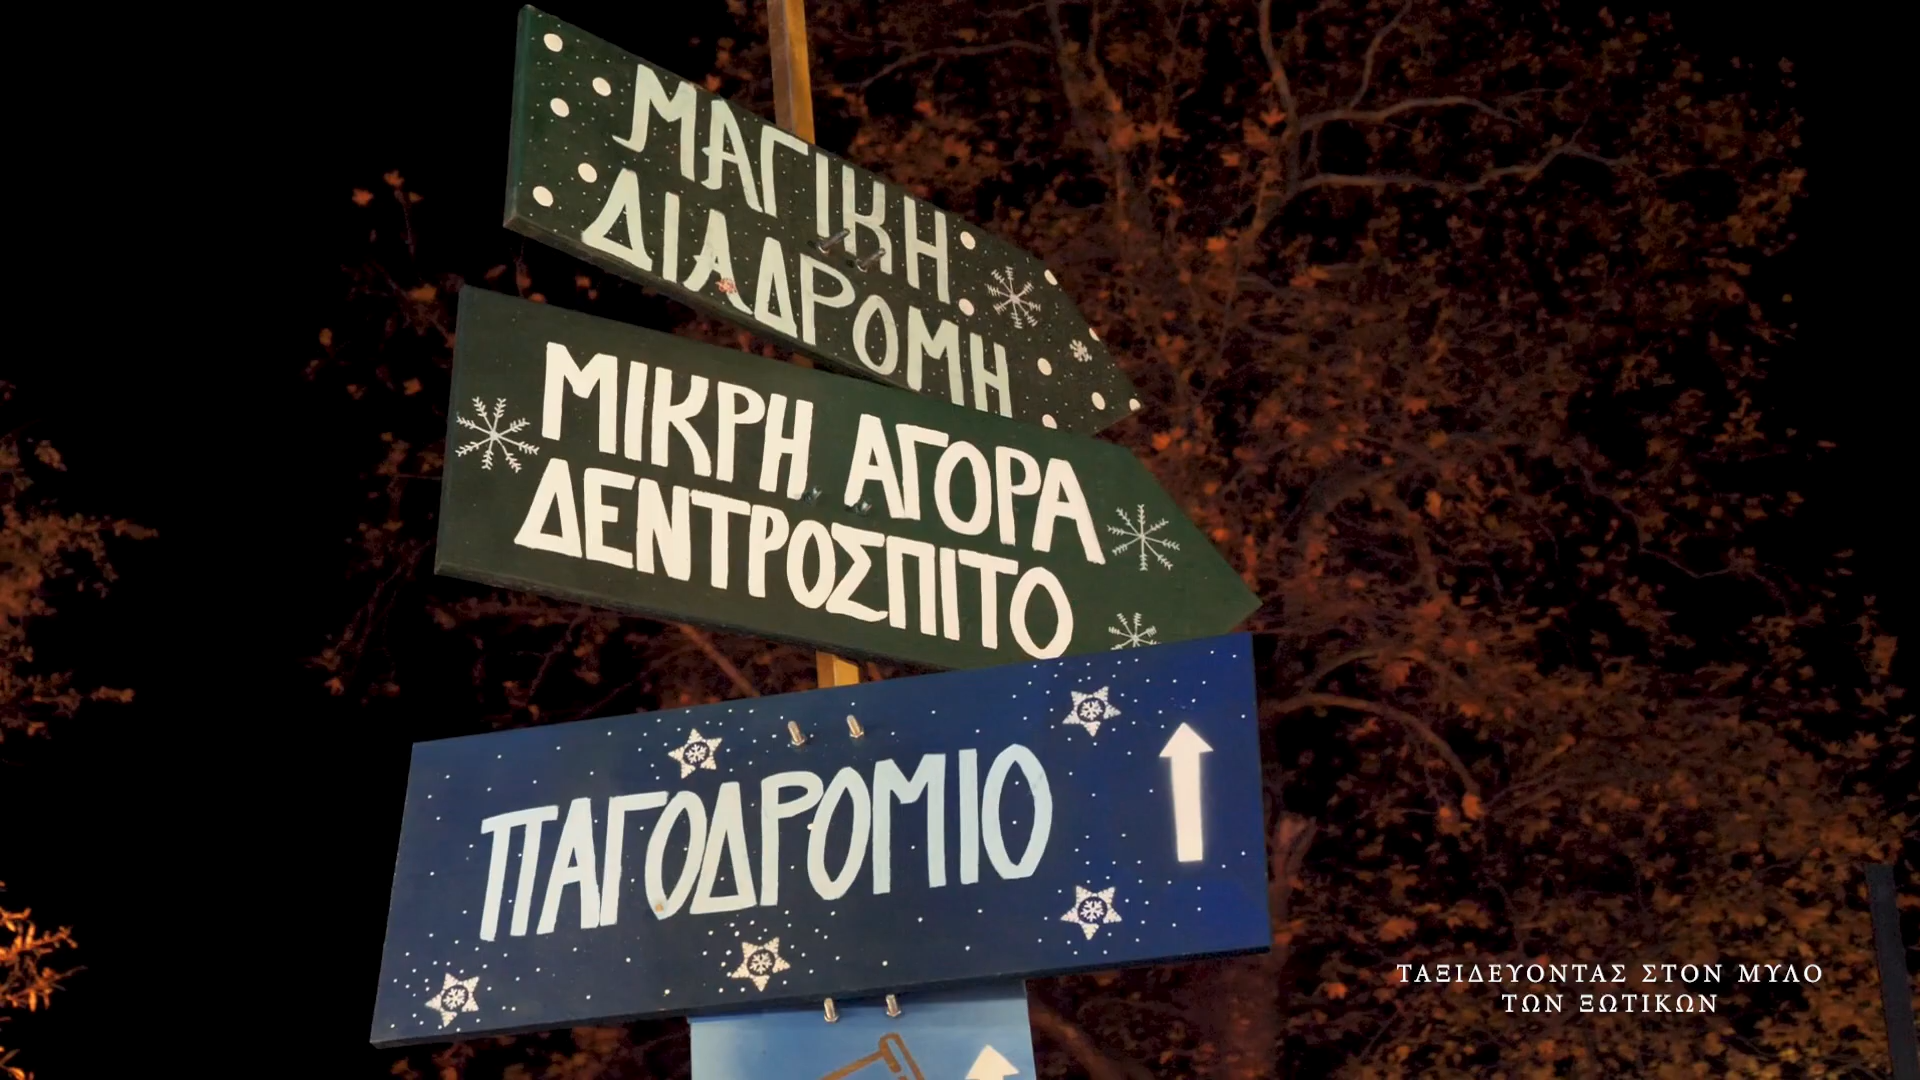 ΜΑΓΙΚΗ
ΔΙΑΔΡΟΜΗ
ΜΙΚΡΗ ΑΓΟΡΑ
ΔΕΝΤΡΟΣΠΙΤΟ
ΠΑΓΟΔΡΟΜΙΟ
ΤΑΞΙΔΕΥΟΝΤΑΣ ΣΤΟΝ ΜΥΛΟ
ΤΩΝ ΞΩΤΙΚΩΝ